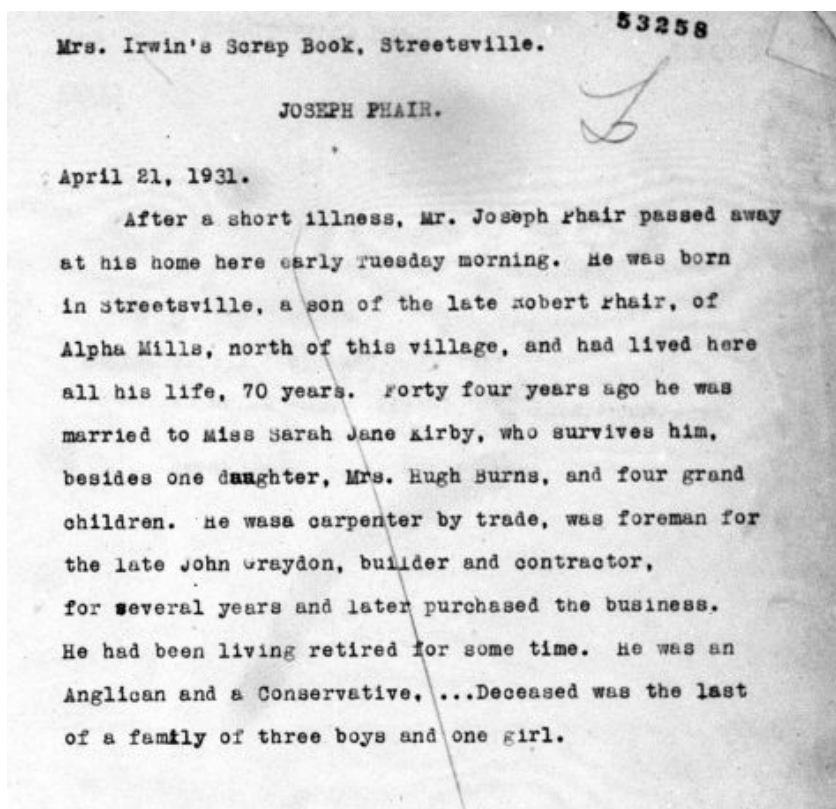 53258
Mrs. Irwin's Scrap Book, Streetsville.
JOSEPH PHAIR.
April 21, 1931.
After a short illness, Mr. Joseph Phair passed away
at his home here early Tuesday morning. He was born
in Streetsville, a son of the late Robert Phair, of
Alpha Mills, north of this village, and had lived here
all his life, 70 years. Forty four years ago he was
married to Miss Sarah Jane Kirby, who survives him,
besides one daughter, Mrs. Hugh Burns, and four grand
children. He wasa carpenter by trade, was foreman for
the late John Graydon, builder and contractor,
for several years and later purchased the business.
He had been living retired for some time. He was an
Anglican and a Conservative, ...Deceased was the last
of a family of three boys and one girl.